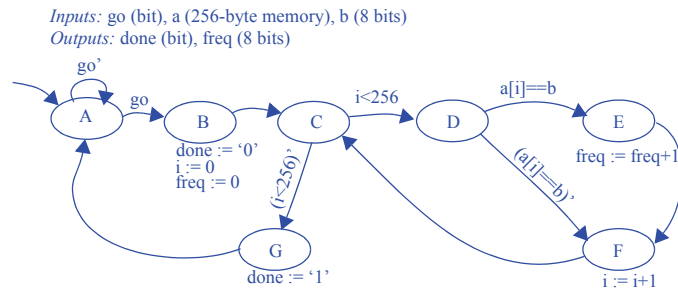 Inputs: go (bit), a (256-byte memory), b (8 bits)
Outputs: done (bit), freq (8 bits)
go’
A
go
B
done := ‘0’
i := 0
freq := 0
C
i<256
D
a[i]==b
E
freq := freq+1
(i<256)’
(a[i]==b)’
G
done := ‘1’
F
i := i+1